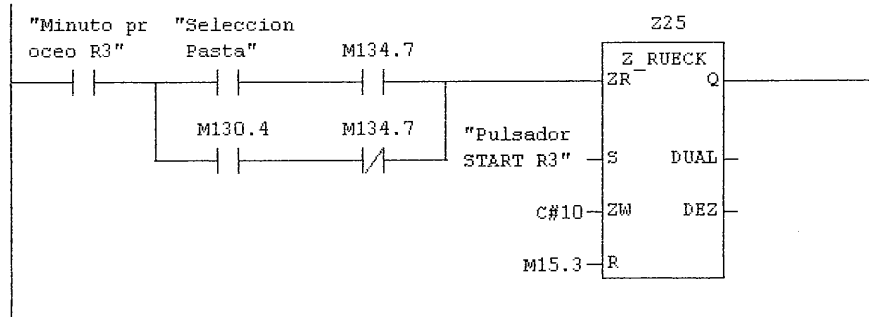 "Minuto pr
oceo R3"
"Seleccion
Pasta"
M134.7
Z25
Z_RUECK
ZR Q
M130.4
M134.7
"Pulsador
START R3"
S DUAL
C#10
ZW DEZ
M15.3
R